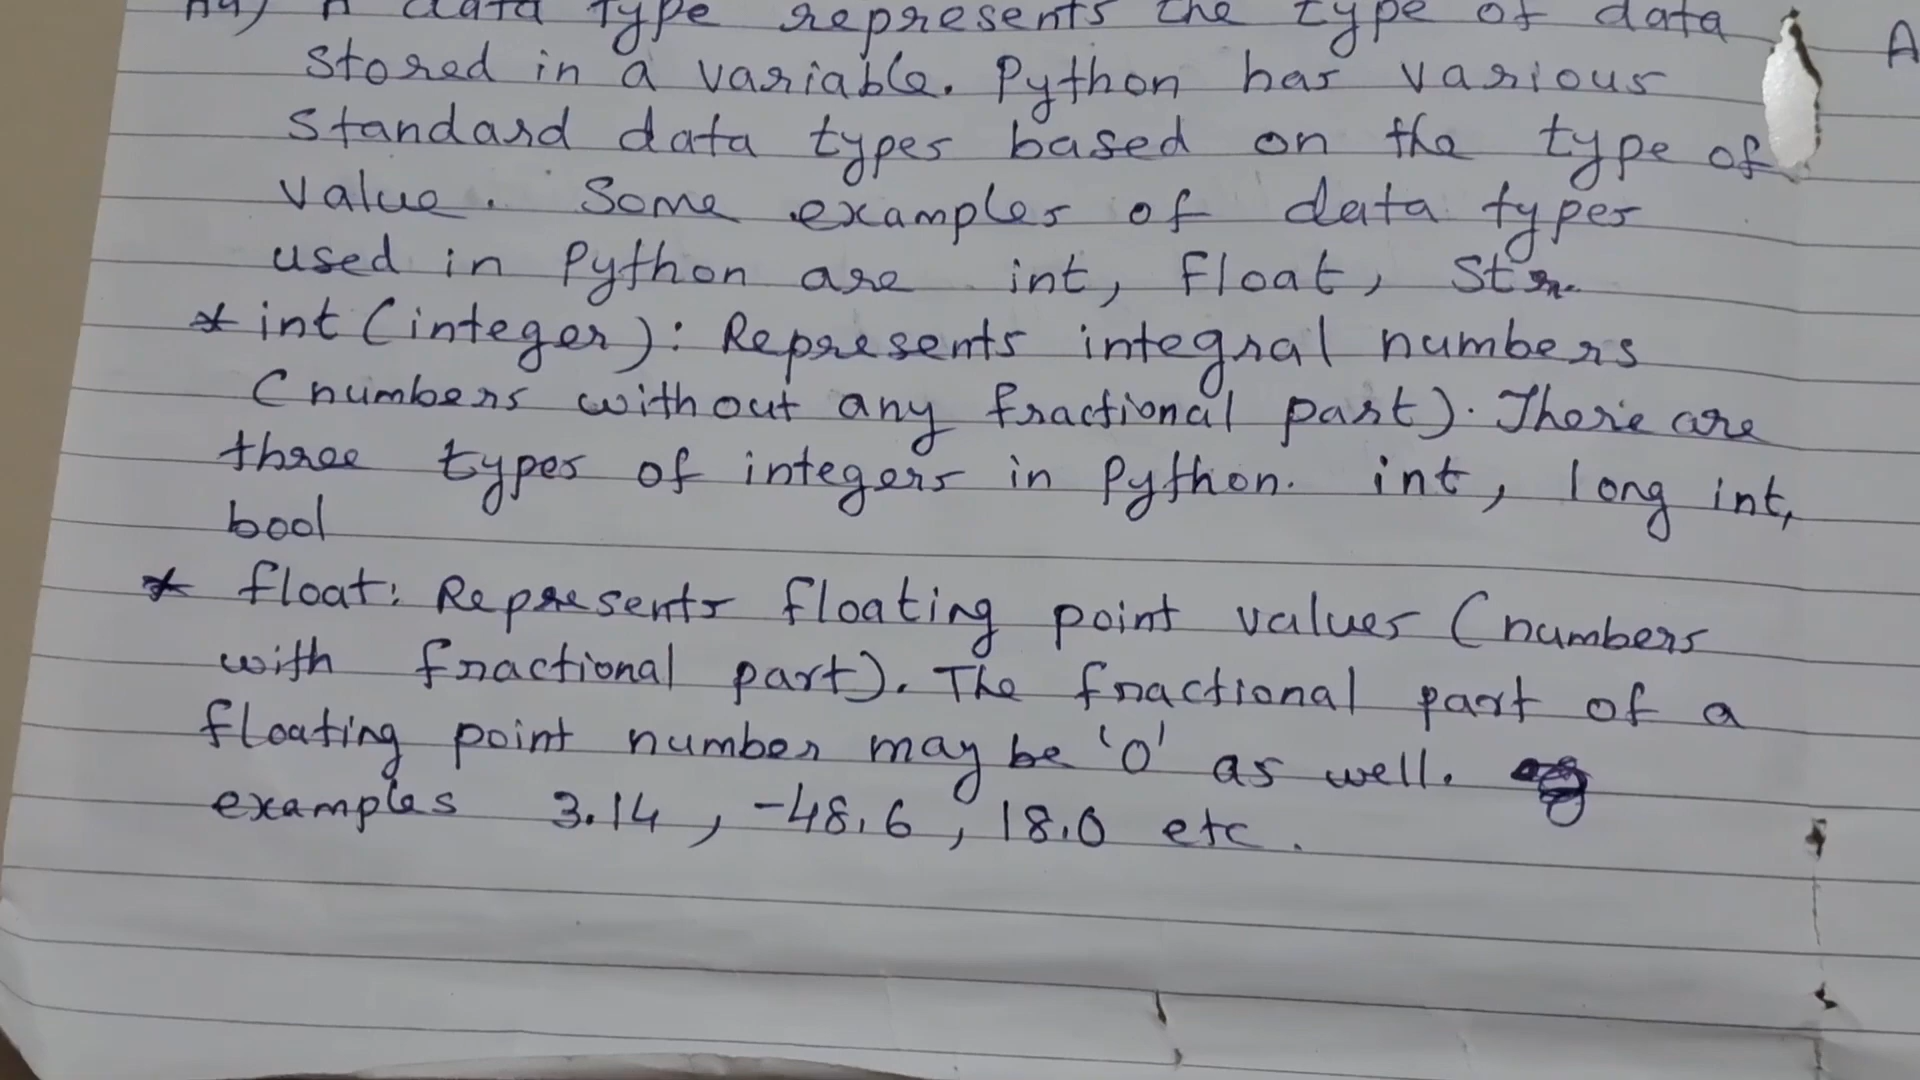 A4) A data type represents the type of data
stored in a variable. Python has various
standard data types based on the type of
value. Some examples of data types
used in Python are int, float, str.
* int (integer): Represents integral numbers
(numbers without any fractional part). There are
three types of integers in Python. int, long int,
bool
* float: Represents floating point values (numbers
with fractional part). The fractional part of a
floating point number may be '0' as well.
examples 3.14, -48.6, 18.0 etc.
A